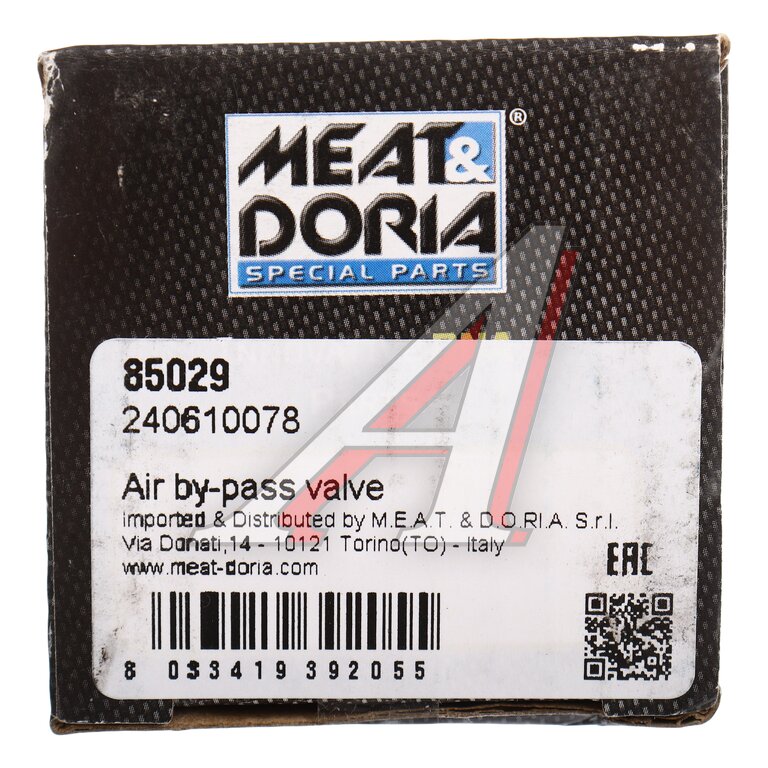 MEAT&
DORIA
®
SPECIAL PARTS
85029
240610078
Air by-pass valve
imported & Distributed by M.E.A.T. & D.O.R.I.A. S.r.l.
Via Donati,14 - 10121 Torino(TO) - Italy
www.meat-doria.com
EAC
8 033419 392055